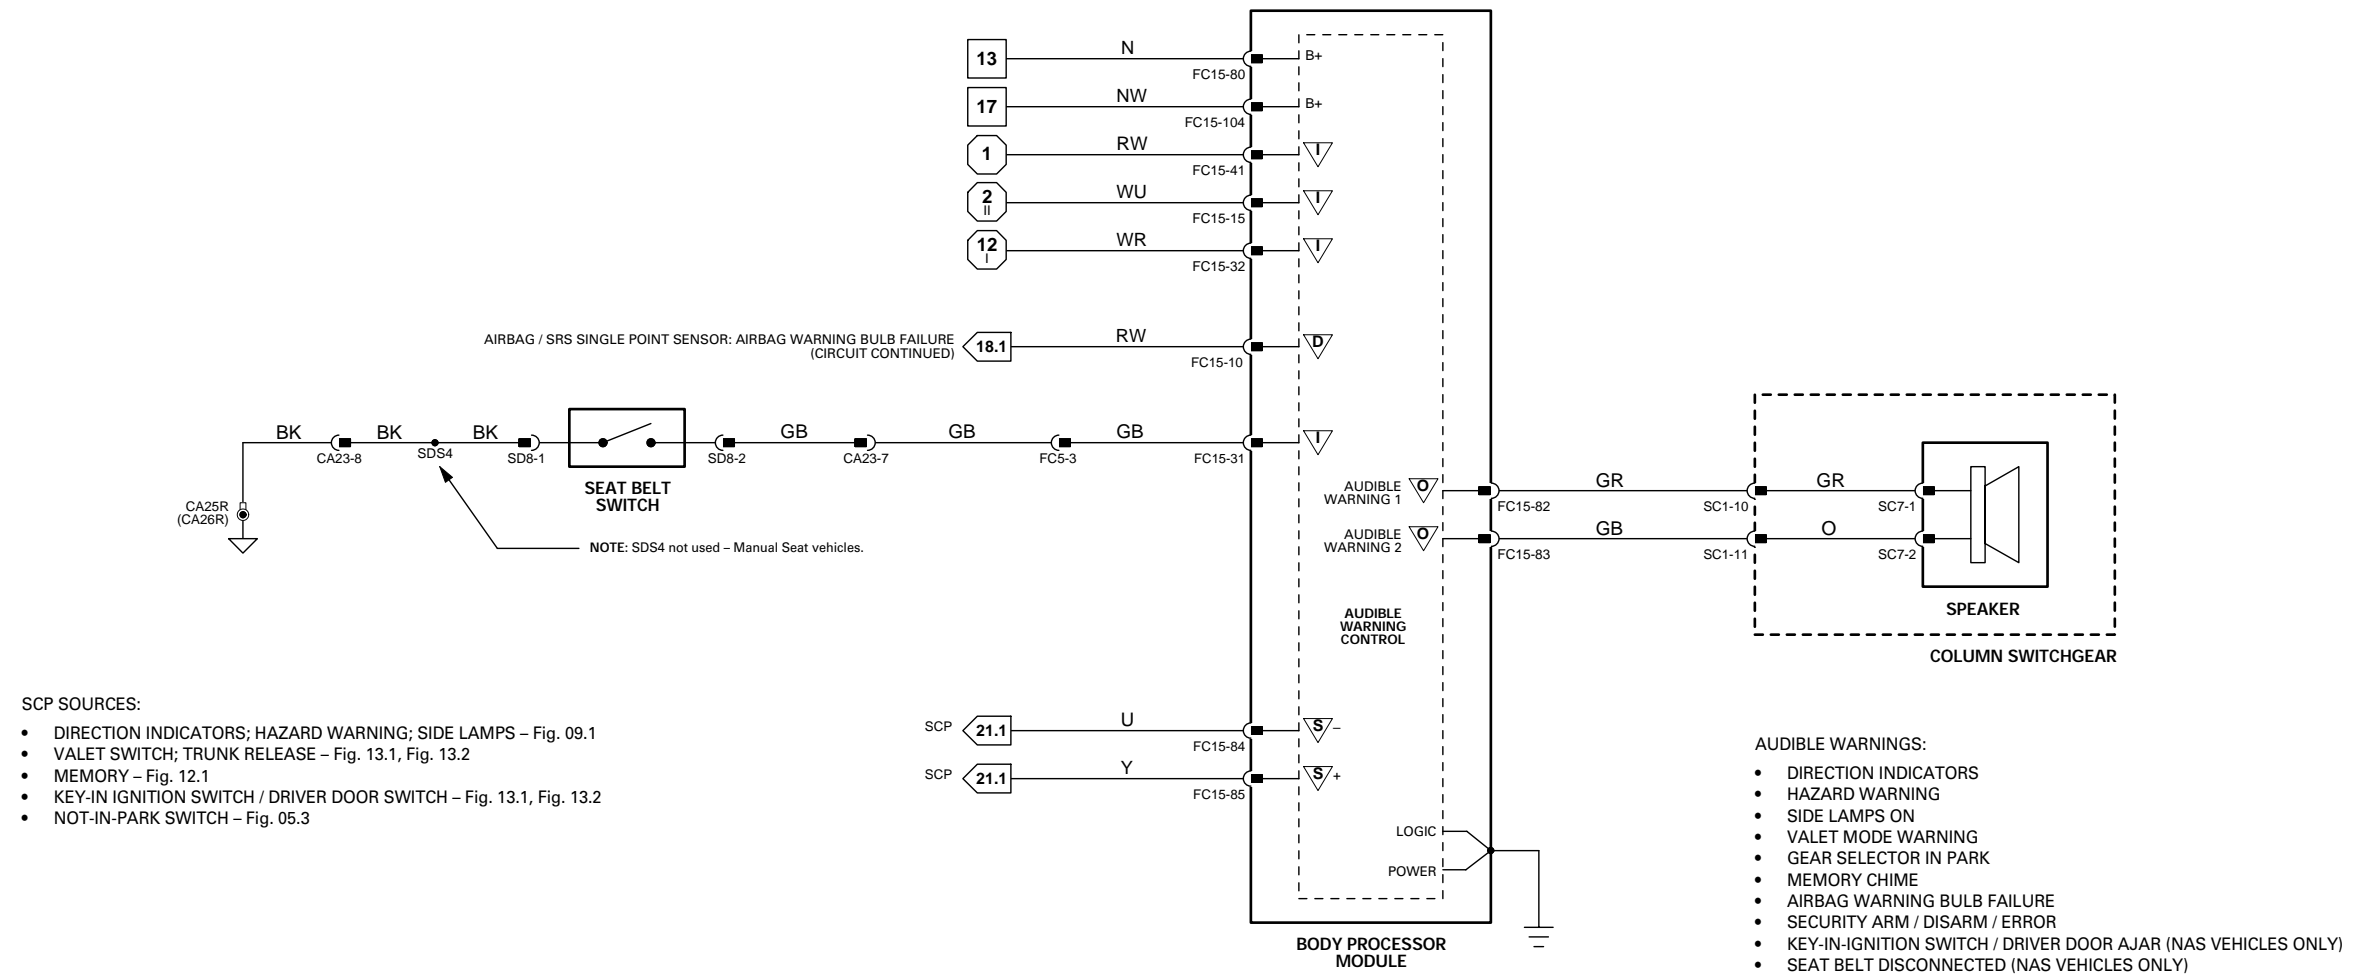 13 N FC15-80 B+
17 NW FC15-104 B+
1 RW FC15-41 I
2 II WU FC15-15 I
12 I WR FC15-32 I
AIRBAG / SRS SINGLE POINT SENSOR: AIRBAG WARNING BULB FAILURE
(CIRCUIT CONTINUED)
18.1 RW FC15-10 D
BK BK BK GB GB GB I
CA23-8 SDS4 SD8-1 SD8-2 CA23-7 FC5-3 FC15-31
SEAT BELT
SWITCH
CA25R
(CA26R)
NOTE: SDS4 not used – Manual Seat vehicles.
AUDIBLE
WARNING 1
O GR GR
FC15-82 SC1-10 SC7-1
AUDIBLE
WARNING 2
O GB O
FC15-83 SC1-11 SC7-2
SPEAKER
COLUMN SWITCHGEAR
AUDIBLE
WARNING
CONTROL
SCP 21.1 U FC15-84 S –
SCP 21.1 Y FC15-85 S +
LOGIC
POWER
BODY PROCESSOR
MODULE
SCP SOURCES:
• DIRECTION INDICATORS; HAZARD WARNING; SIDE LAMPS – Fig. 09.1
• VALET SWITCH; TRUNK RELEASE – Fig. 13.1, Fig. 13.2
• MEMORY – Fig. 12.1
• KEY-IN IGNITION SWITCH / DRIVER DOOR SWITCH – Fig. 13.1, Fig. 13.2
• NOT-IN-PARK SWITCH – Fig. 05.3
AUDIBLE WARNINGS:
• DIRECTION INDICATORS
• HAZARD WARNING
• SIDE LAMPS ON
• VALET MODE WARNING
• GEAR SELECTOR IN PARK
• MEMORY CHIME
• AIRBAG WARNING BULB FAILURE
• SECURITY ARM / DISARM / ERROR
• KEY-IN-IGNITION SWITCH / DRIVER DOOR AJAR (NAS VEHICLES ONLY)
• SEAT BELT DISCONNECTED (NAS VEHICLES ONLY)